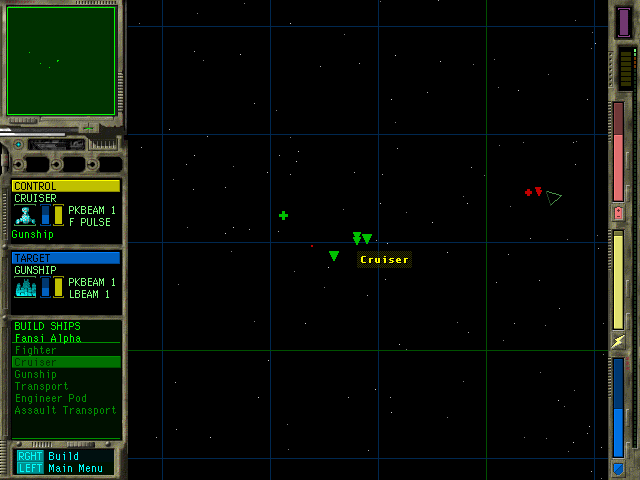 CONTROL
CRUISER
PKBEAM 1
F PULSE
Gunship
TARGET
GUNSHIP
PKBEAM 1
LBEAM 1
BUILD SHIPS
Fansi Alpha
Fighter
Cruiser
Gunship
Transport
Engineer Pod
Assault Transport
RGHT Build
LEFT Main Menu
Cruiser